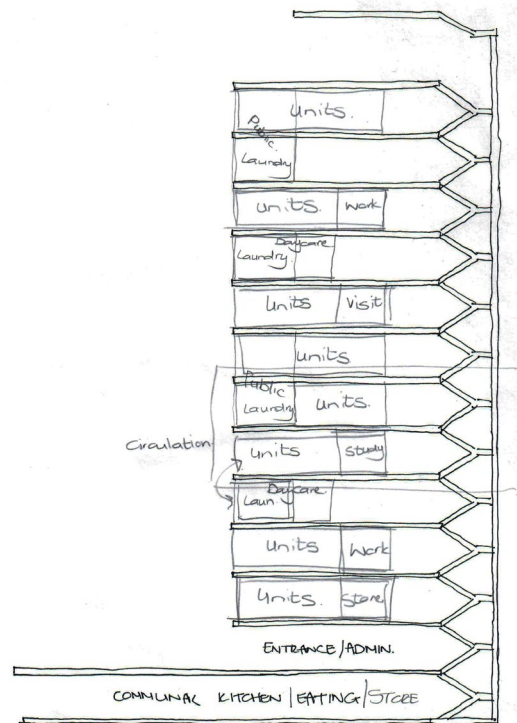 units.
Public
Laundry
units. Work
Daycare
Laundry.
Units Visit
units
Public
Laundry units.
Circulation
units Study
Daycare
Laun
Units Work
Units. Store
ENTRANCE/ADMIN.
COMMUNAL KITCHEN | EATING/STORE